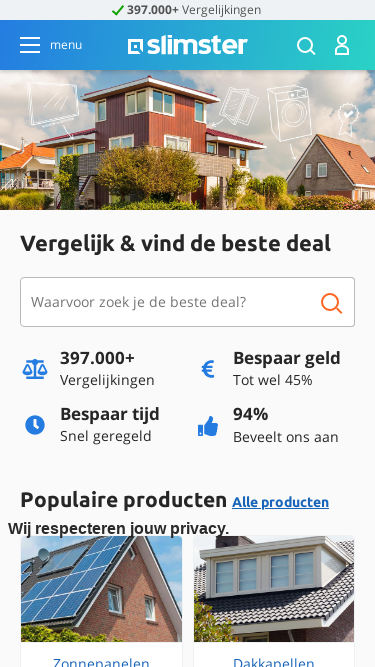 397.000+ Vergelijkingen
menu
slimster
Vergelijk & vind de beste deal
Waarvoor zoek je de beste deal?
397.000+
Vergelijkingen
Bespaar geld
Tot wel 45%
Bespaar tijd
Snel geregeld
94%
Beveelt ons aan
Populaire producten Alle producten
Wij respecteren jouw privacy.
Zonnepanelen
Dakkapellen